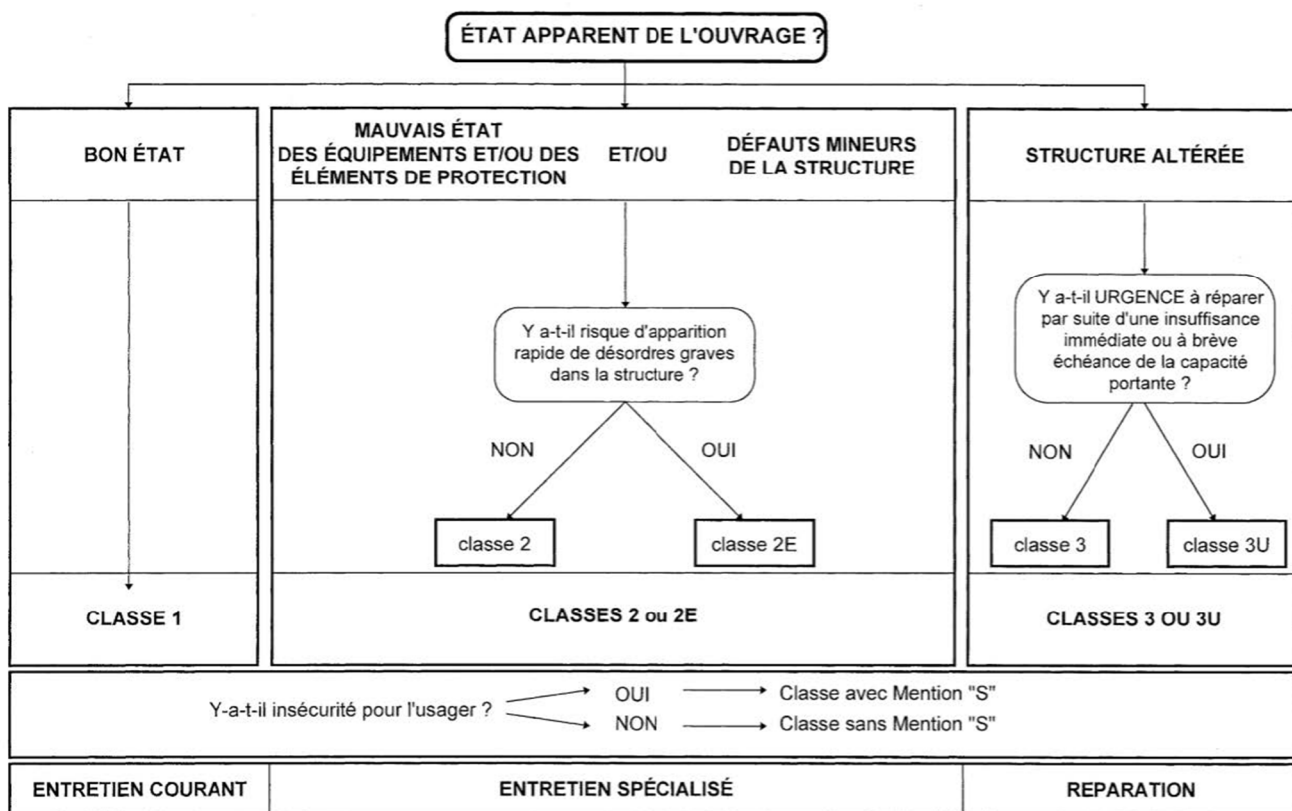 ÉTAT APPARENT DE L'OUVRAGE ?
BON ÉTAT
MAUVAIS ÉTAT
DES ÉQUIPEMENTS ET/OU DES
ÉLÉMENTS DE PROTECTION
ET/OU
DÉFAUTS MINEURS
DE LA STRUCTURE
STRUCTURE ALTÉRÉE
Y a-t-il risque d'apparition
rapide de désordres graves
dans la structure ?
NON
OUI
classe 2
classe 2E
Y a-t-il URGENCE à réparer
par suite d'une insuffisance
immédiate ou à brève
échéance de la capacité
portante ?
NON
OUI
classe 3
classe 3U
CLASSE 1
CLASSES 2 ou 2E
CLASSES 3 OU 3U
Y-a-t-il insécurité pour l'usager ?
OUI
Classe avec Mention "S"
NON
Classe sans Mention "S"
ENTRETIEN COURANT
ENTRETIEN SPÉCIALISÉ
REPARATION